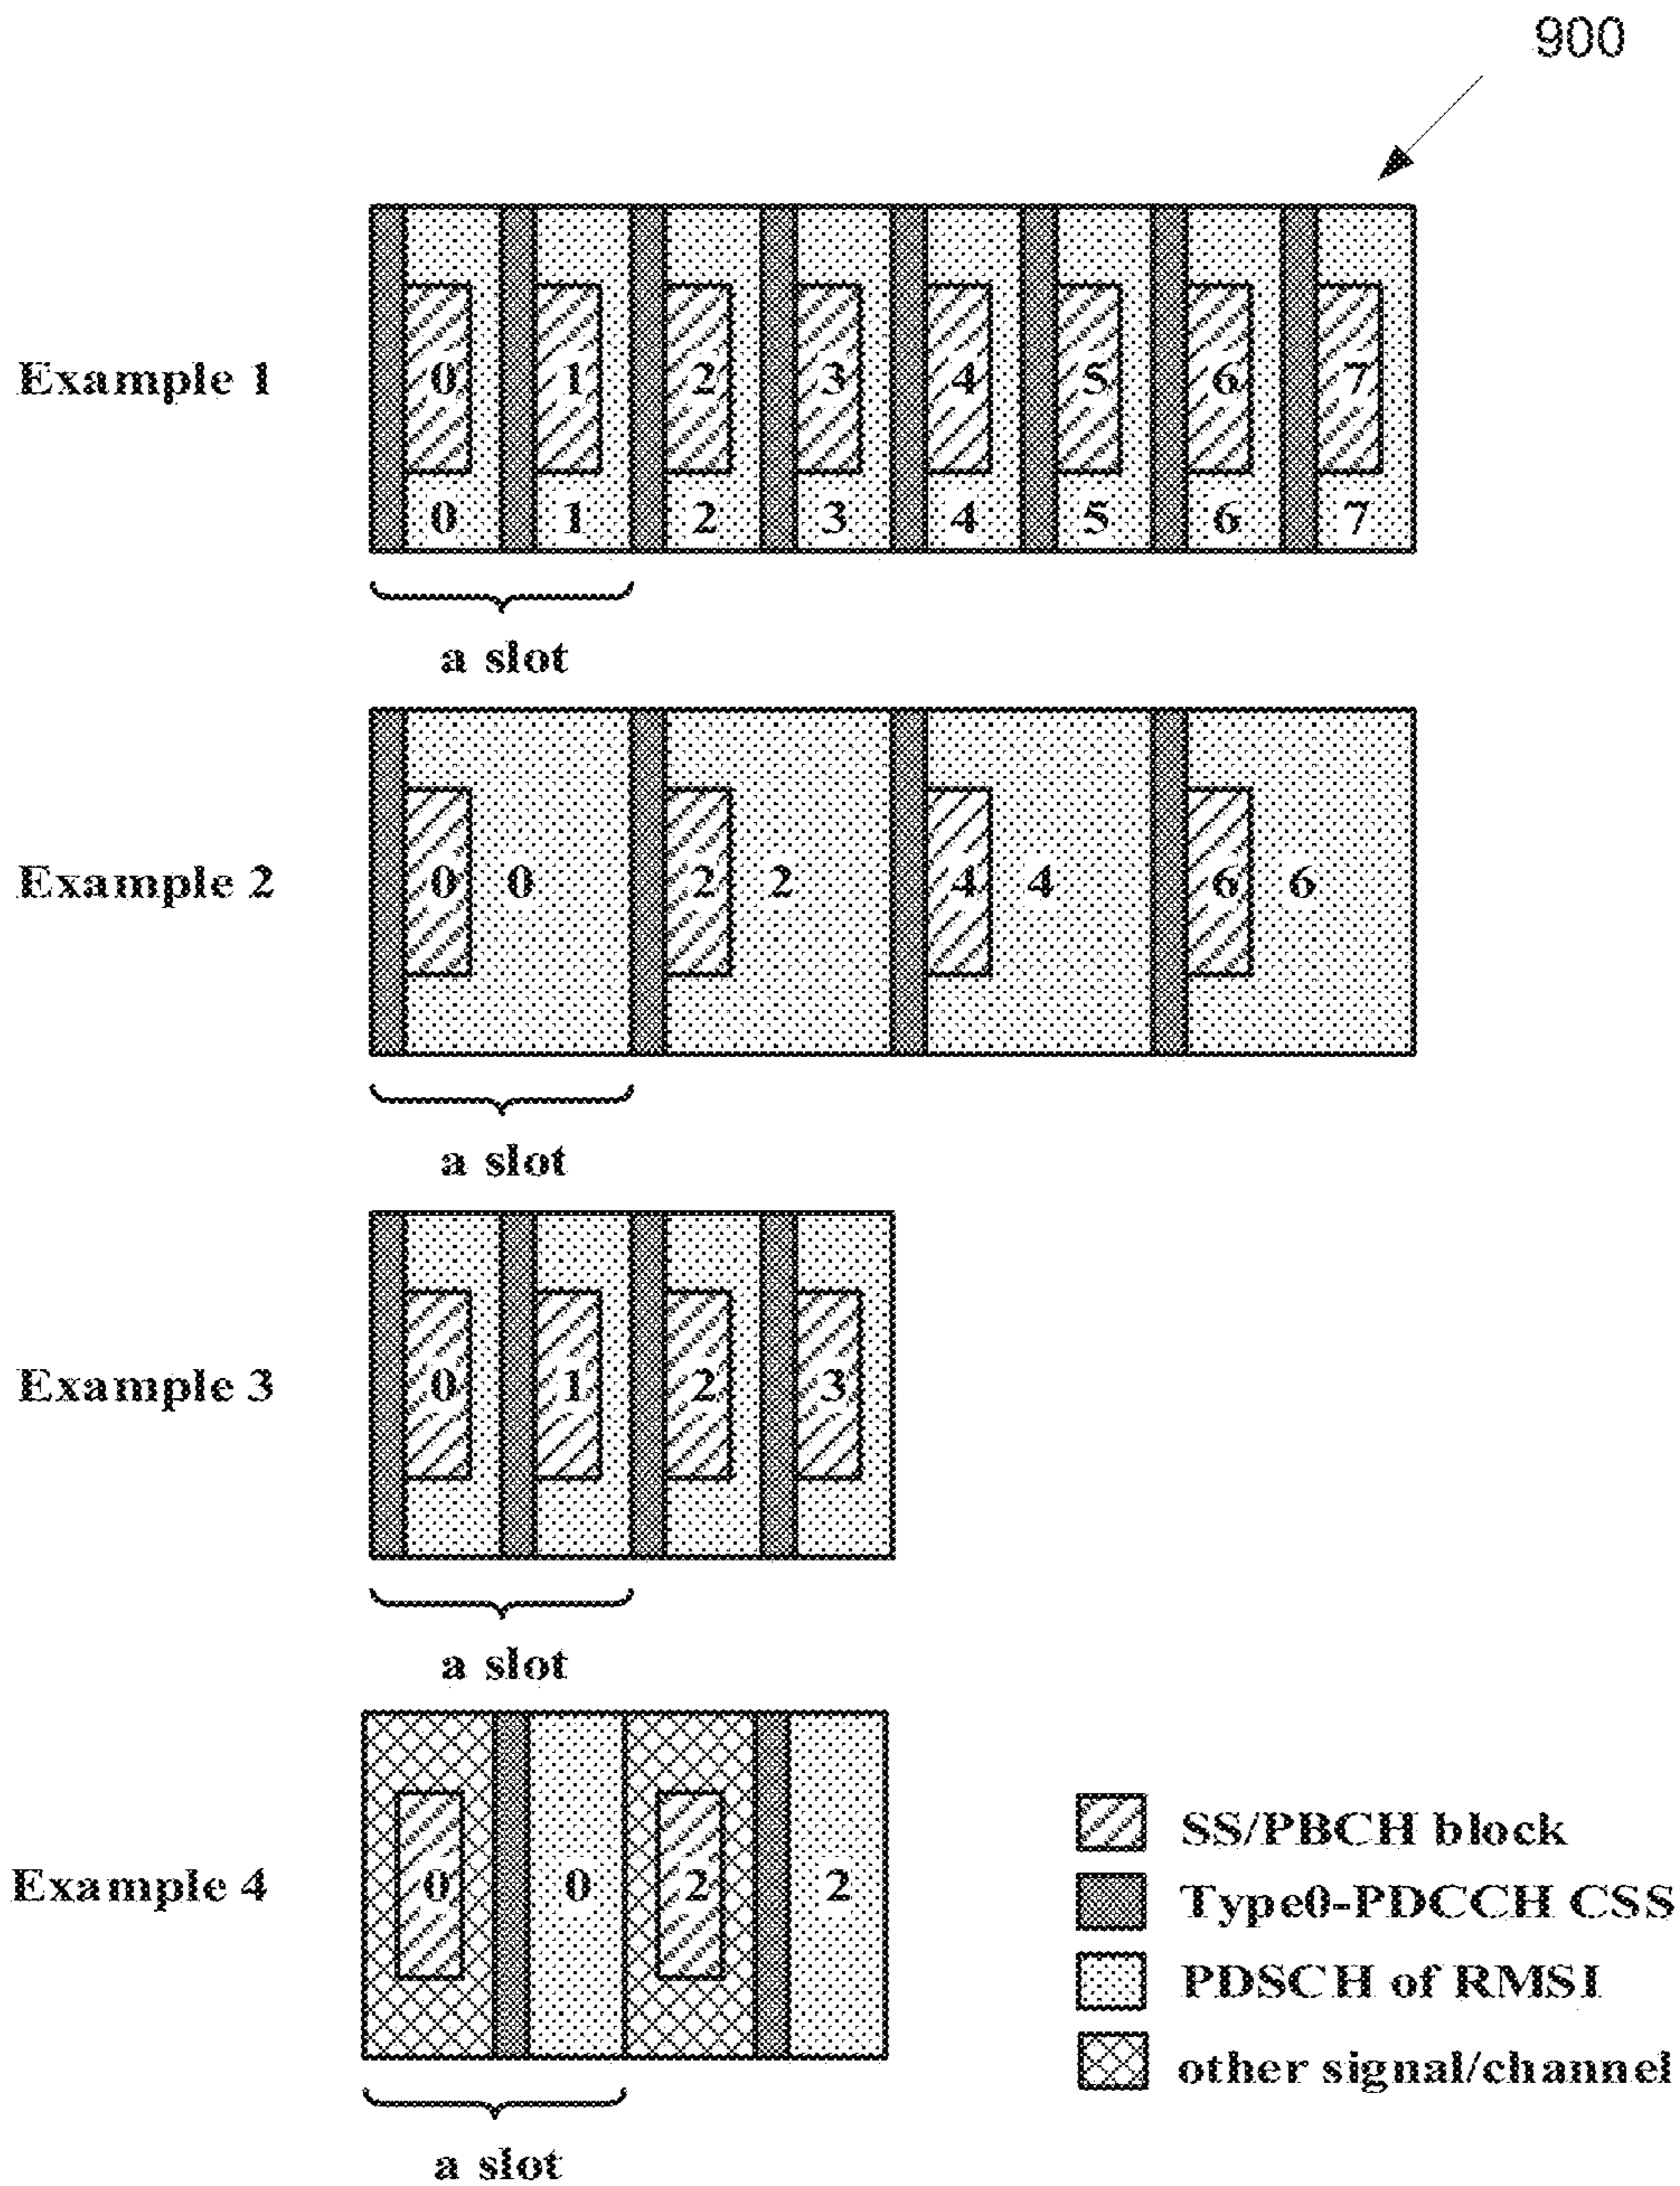 900
Example 1
0 1 2 3 4 5 6 7
0 1 2 3 4 5 6 7
a slot
Example 2
0 0 2 2 4 4 6 6
a slot
Example 3
0 1 2 3
a slot
Example 4
0 0 2 2
a slot
SS/PBCH block
Type0-PDCCH CSS
PDSCH of RMSI
other signal/channel